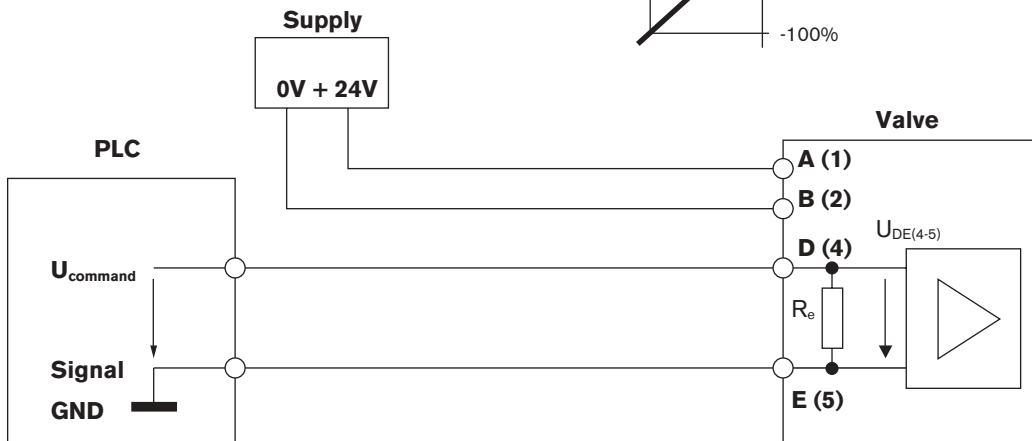 -100%
Supply
0V + 24V
Valve
PLC
A (1)
B (2)
D (4)
U_DE(4-5)
U_command
R_e
Signal
GND
E (5)